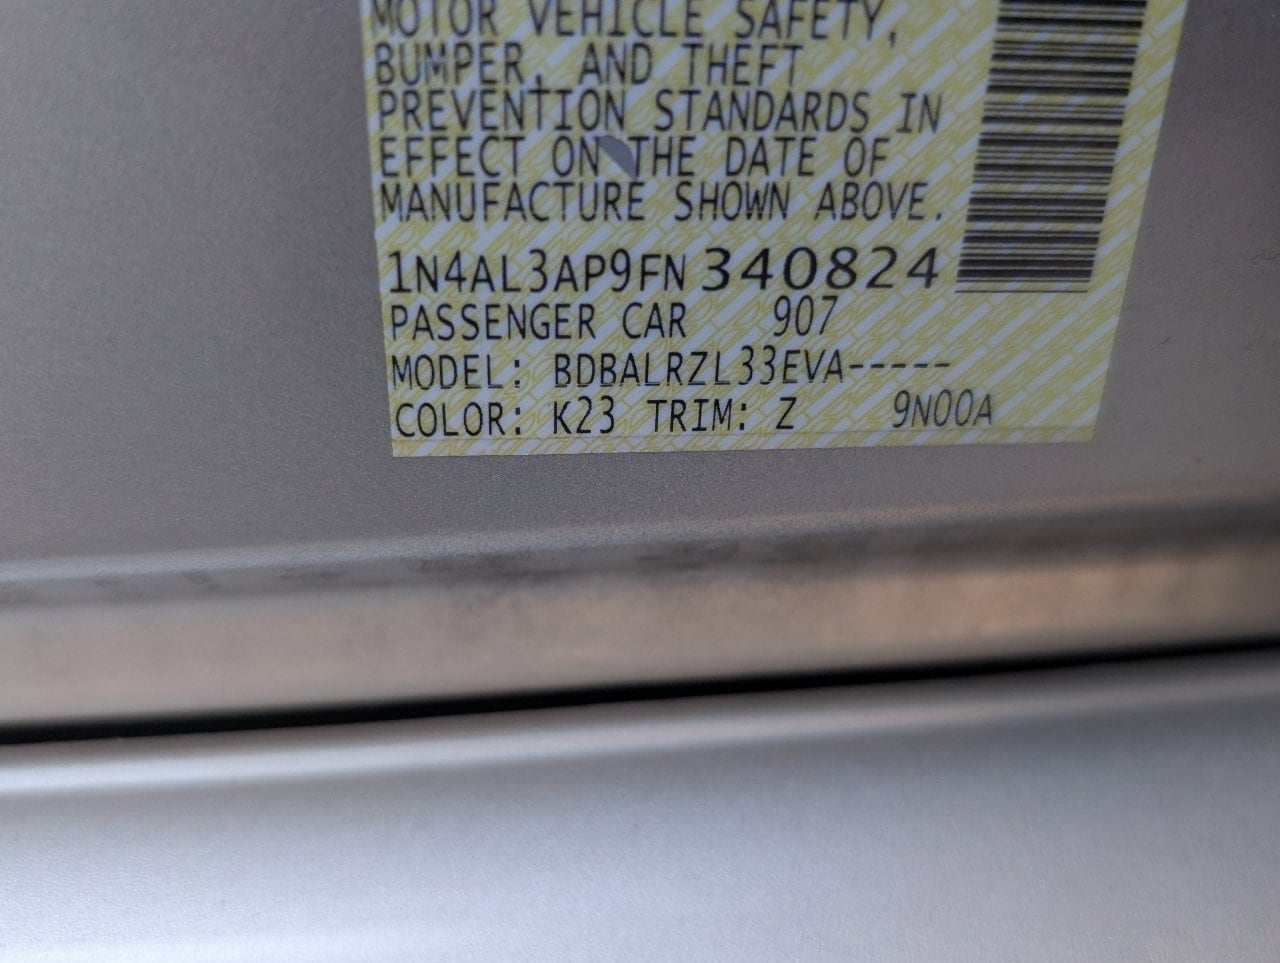 MOTOR VEHICLE SAFETY,
BUMPER, AND THEFT
PREVENTION STANDARDS IN
EFFECT ON THE DATE OF
MANUFACTURE SHOWN ABOVE.
1N4AL3AP9FN340824
PASSENGER CAR 907
MODEL: BDBALRZL33EVA-----
COLOR: K23 TRIM: Z 9N00A